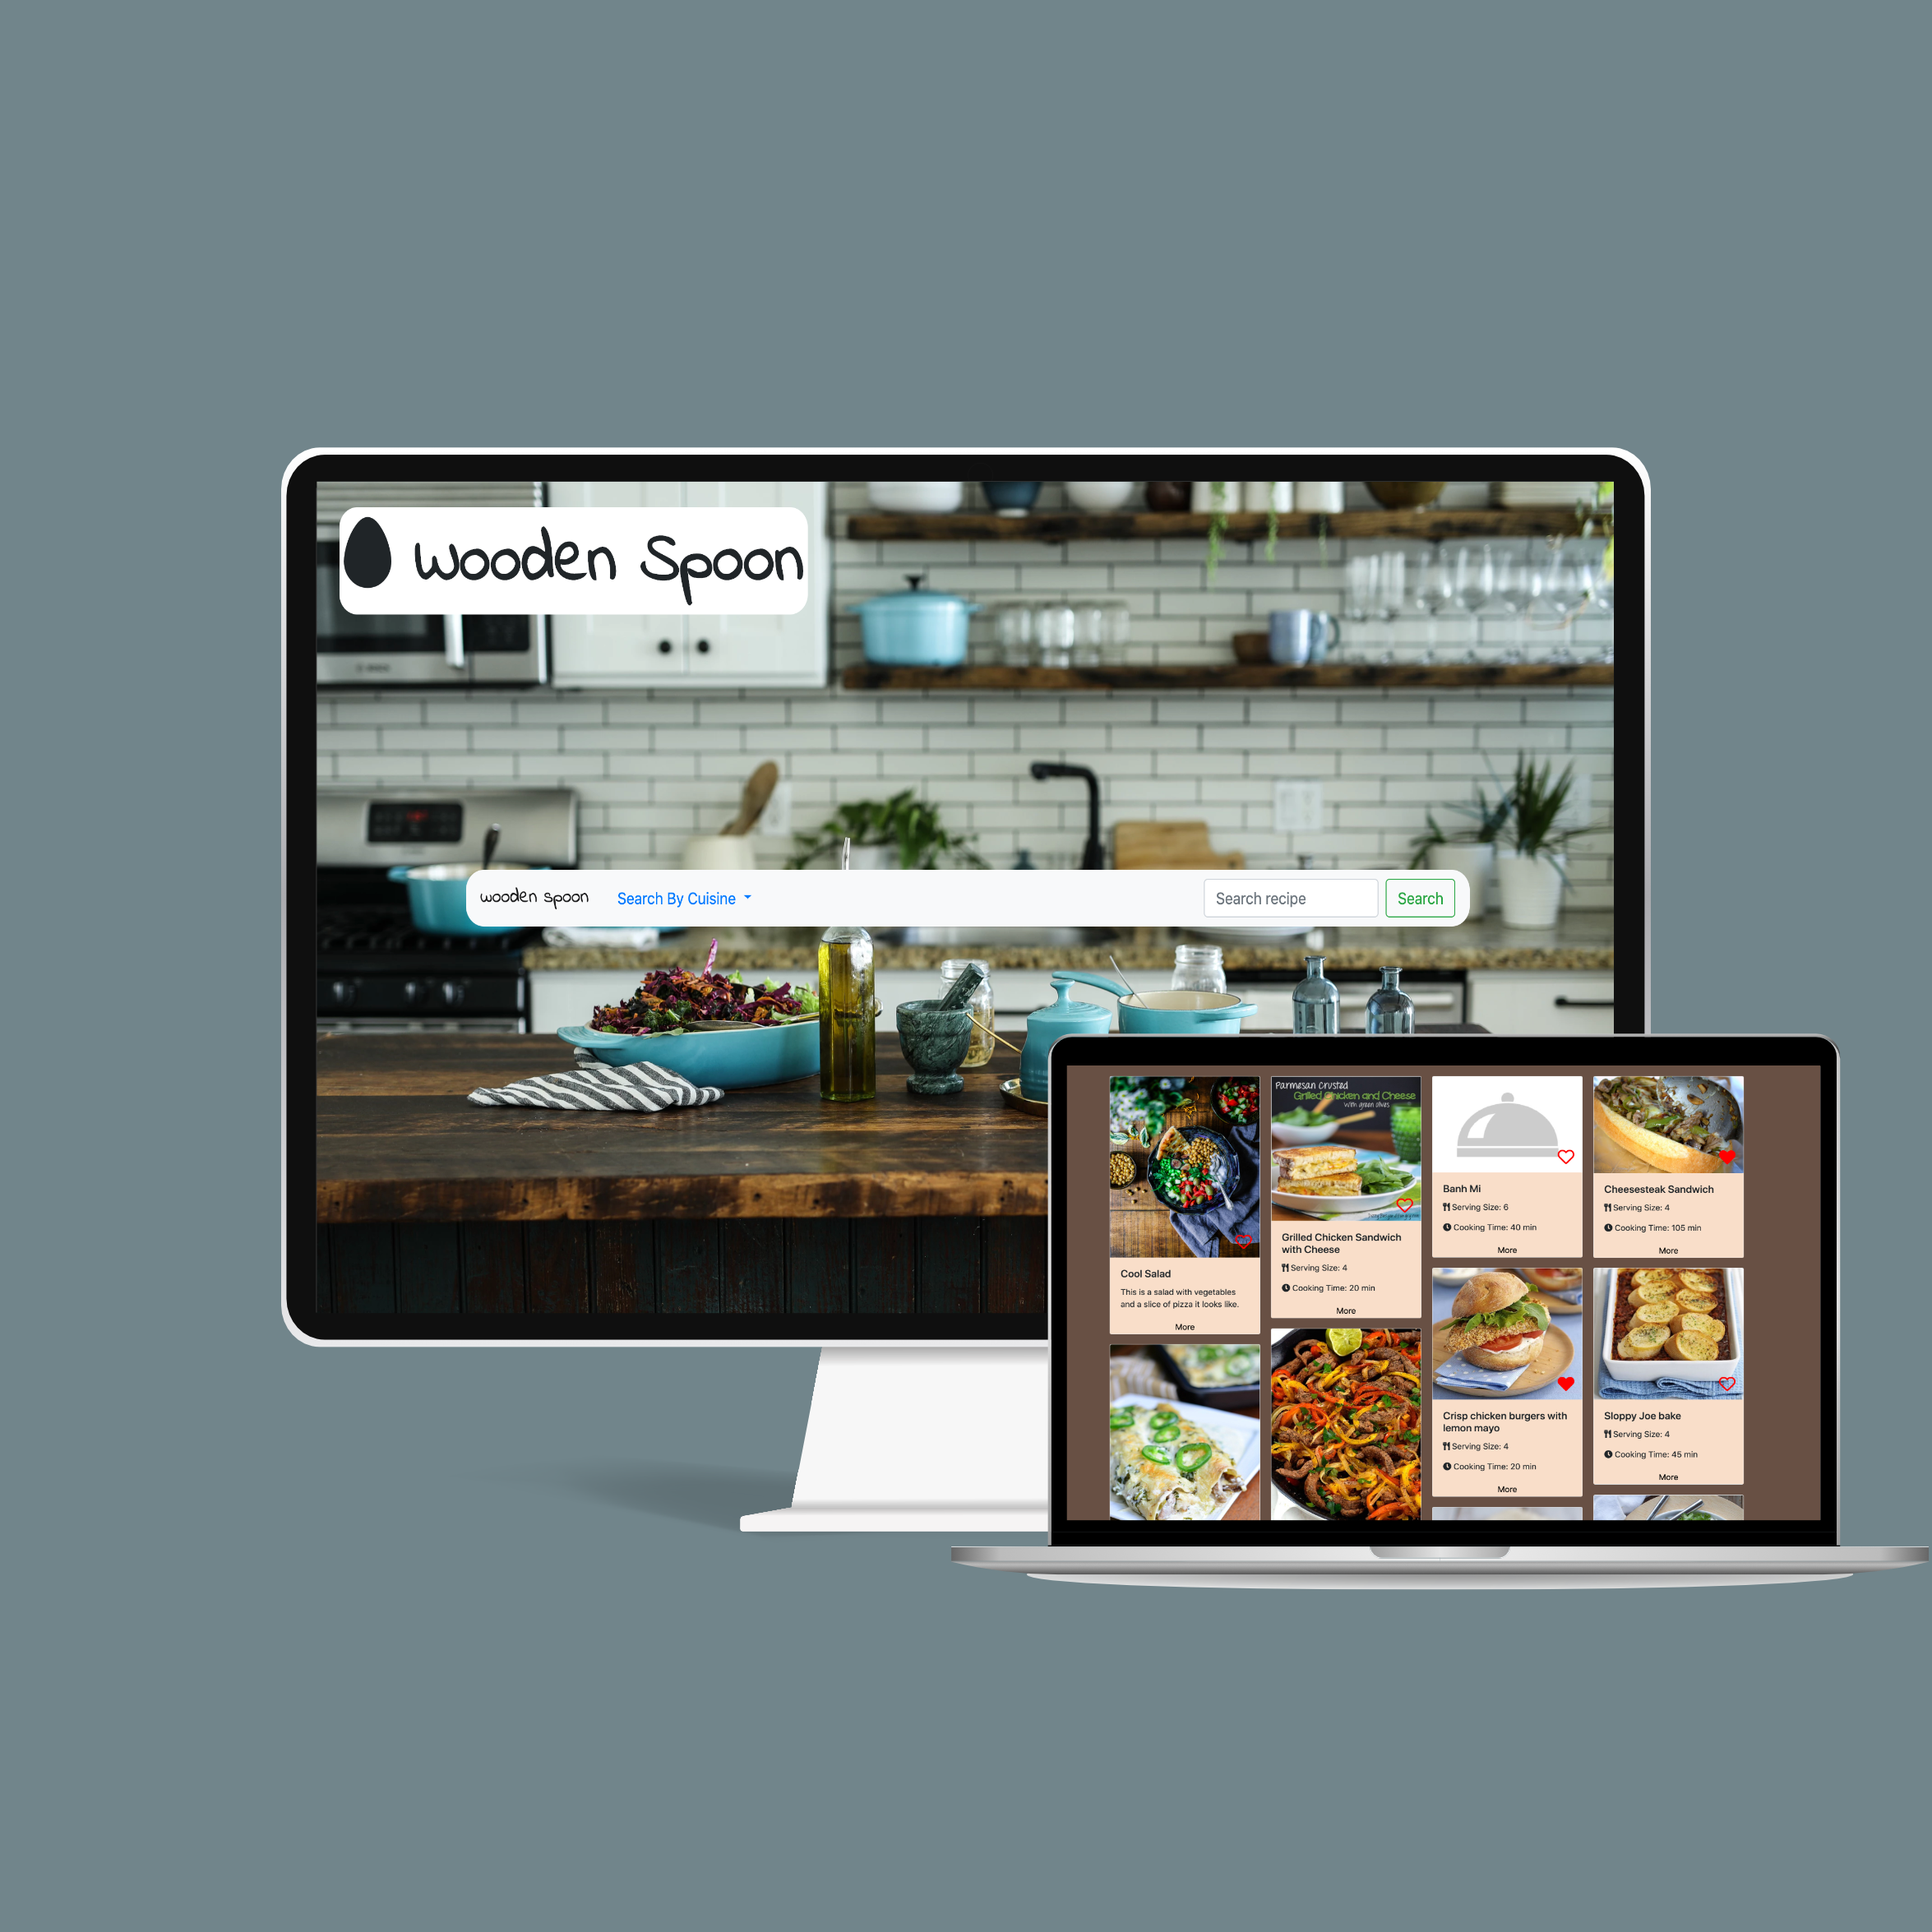 wooden spoon
wooden spoon
Search By Cuisine
Search recipe
Search
Cool Salad
This is a salad with vegetables
and a slice of pizza it looks like.
More
Parmesan Crusted
Grilled Chicken and Cheese
with green olives
Grilled Chicken Sandwich
with Cheese
Serving Size: 4
Cooking Time: 20 min
More
Banh Mi
Serving Size: 6
Cooking Time: 40 min
More
Crisp chicken burgers with
lemon mayo
Serving Size: 4
Cooking Time: 20 min
More
Cheesesteak Sandwich
Serving Size: 4
Cooking Time: 105 min
More
Sloppy Joe bake
Serving Size: 4
Cooking Time: 45 min
More